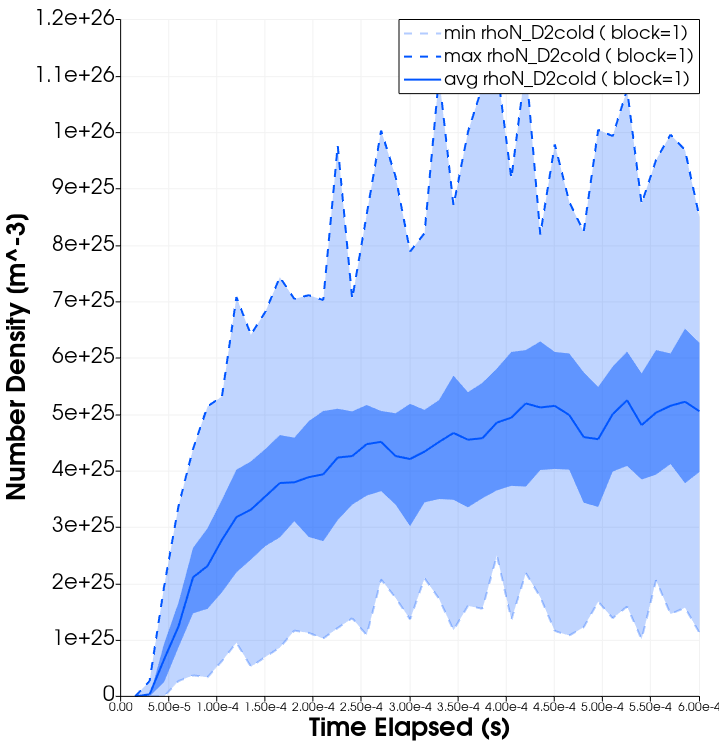 1.2e+26
min rhoN_D2cold ( block=1)
max rhoN_D2cold ( block=1)
avg rhoN_D2cold ( block=1)
1.1e+26
1e+26
9e+25
8e+25
7e+25
6e+25
5e+25
4e+25
3e+25
2e+25
1e+25
0
Number Density (m^-3)
0.00 5.00e-5 1.00e-4 1.50e-4 2.00e-4 2.50e-4 3.00e-4 3.50e-4 4.00e-4 4.50e-4 5.00e-4 5.50e-4 6.00e-4
Time Elapsed (s)